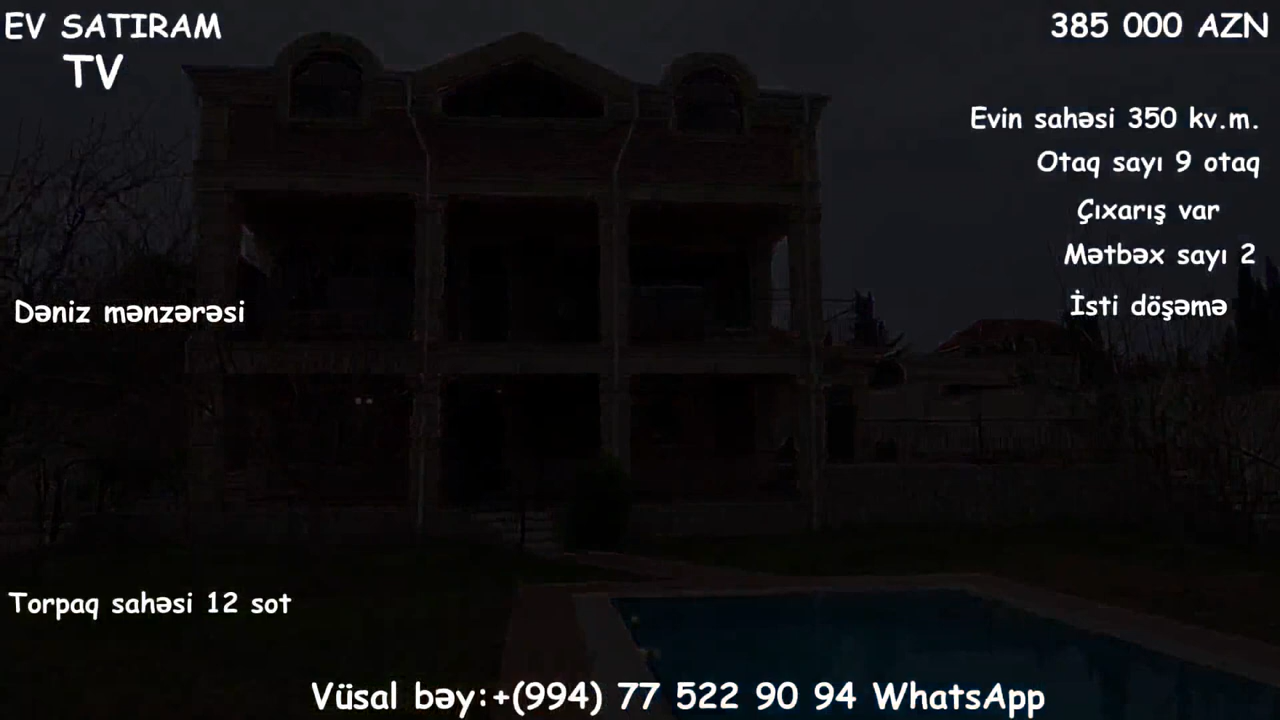 EV SATIRAM
TV
385 000 AZN
Evin sahəsi 350 kv.m.
Otaq sayı 9 otaq
Çıxarış var
Mətbəx sayı 2
İsti döşəmə
Dəniz mənzərəsi
Torpaq sahəsi 12 sot
Vüsal bəy:+(994) 77 522 90 94 WhatsApp